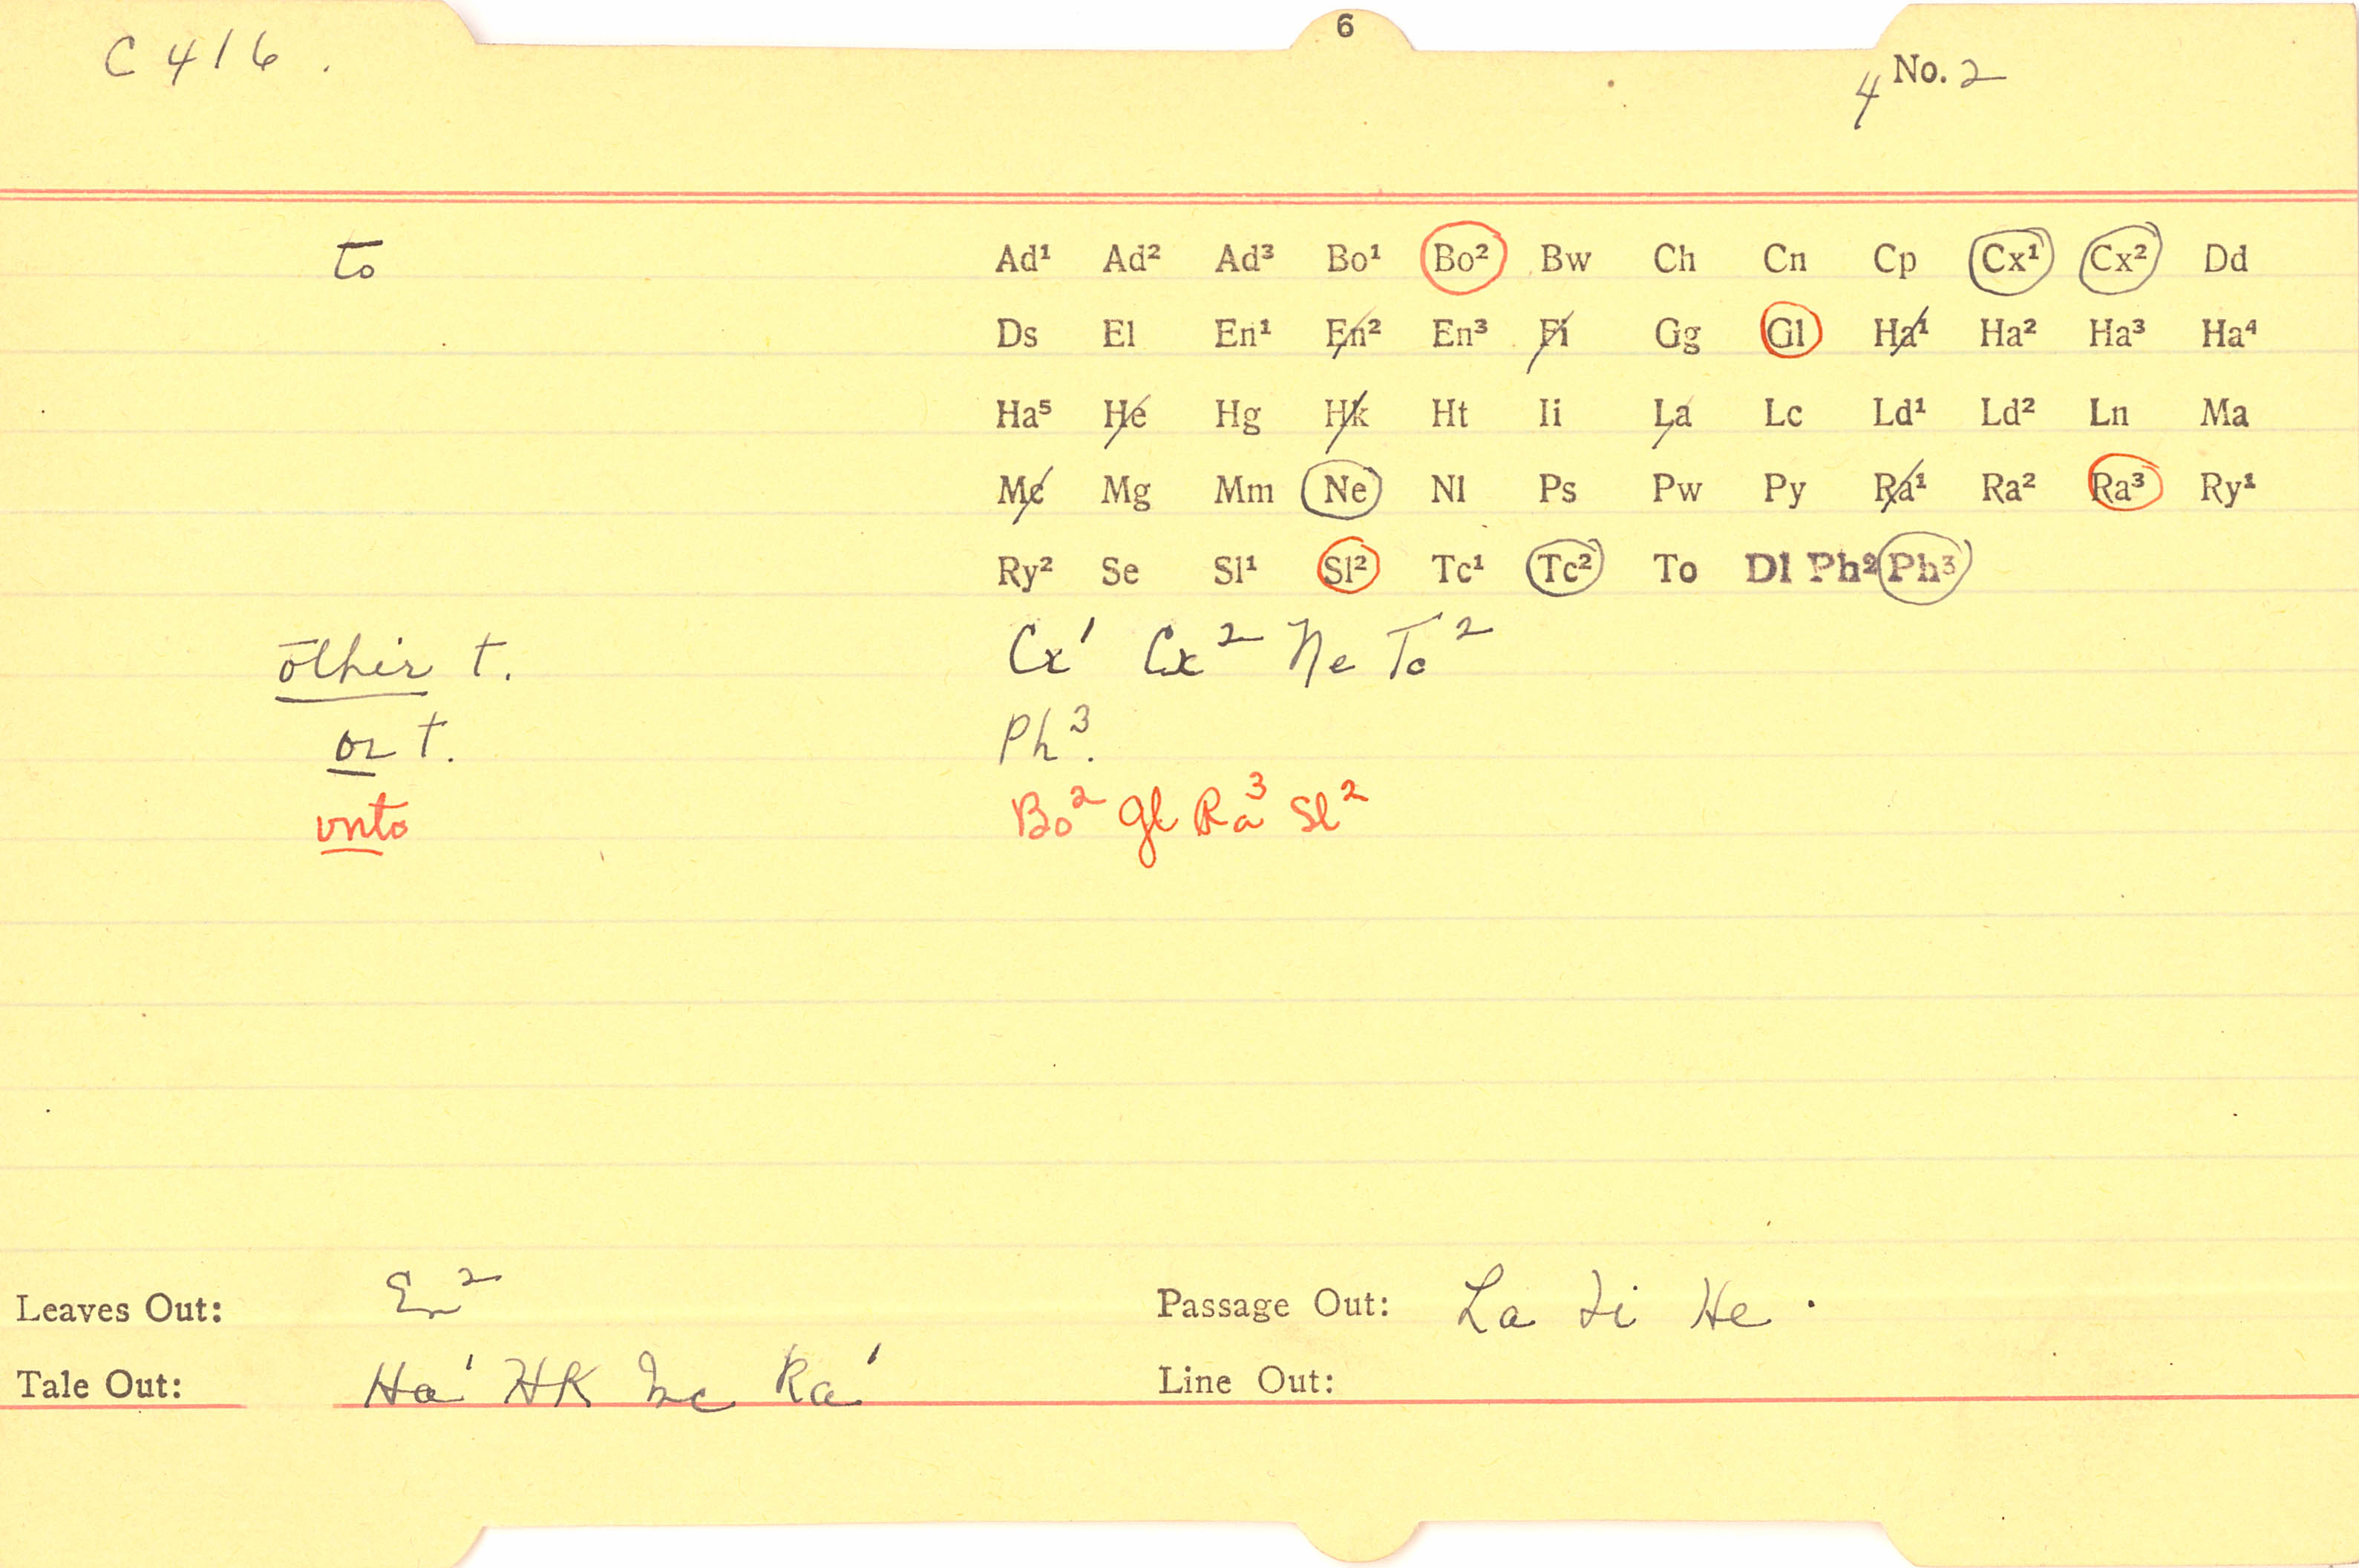 6
C 416 .
4 No. 2
to
Ad¹ Ad² Ad³ Bo¹ Bo² Bw Ch Cn Cp Cx¹ Cx² Dd
Ds El En¹ En² En³ Fi Gg Gl Ha¹ Ha² Ha³ Ha⁴
Ha⁵ He Hg Hk Ht Ii La Lc Ld¹ Ld² Ln Ma
Mc Mg Mm Ne Nl Ps Pw Py Ra¹ Ra² Ra³ Ry¹
Ry² Se Sl¹ Sl² Tc¹ Tc² To Dl Ph² Ph³
other t. Cx¹ Cx² Ne Tc²
or t. Ph³.
vnto Bo² Gl Ra³ Sl²
Leaves Out: En² Passage Out: La Fi He .
Tale Out: Ha¹ HK Mc Ra¹ Line Out: